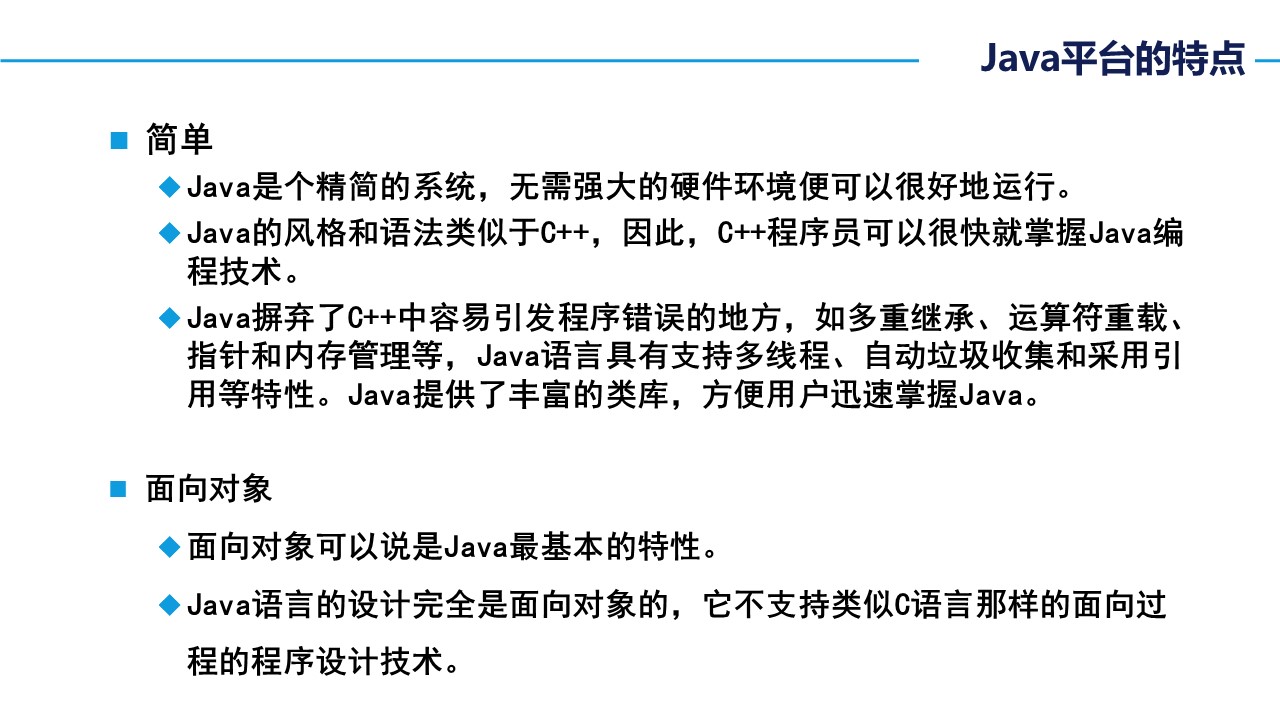 Java平台的特点
简单
Java是个精简的系统，无需强大的硬件环境便可以很好地运行。
Java的风格和语法类似于C++，因此，C++程序员可以很快就掌握Java编
程技术。
Java摒弃了C++中容易引发程序错误的地方，如多重继承、运算符重载、
指针和内存管理等，Java语言具有支持多线程、自动垃圾收集和采用引
用等特性。Java提供了丰富的类库，方便用户迅速掌握Java。
面向对象
面向对象可以说是Java最基本的特性。
Java语言的设计完全是面向对象的，它不支持类似C语言那样的面向过
程的程序设计技术。